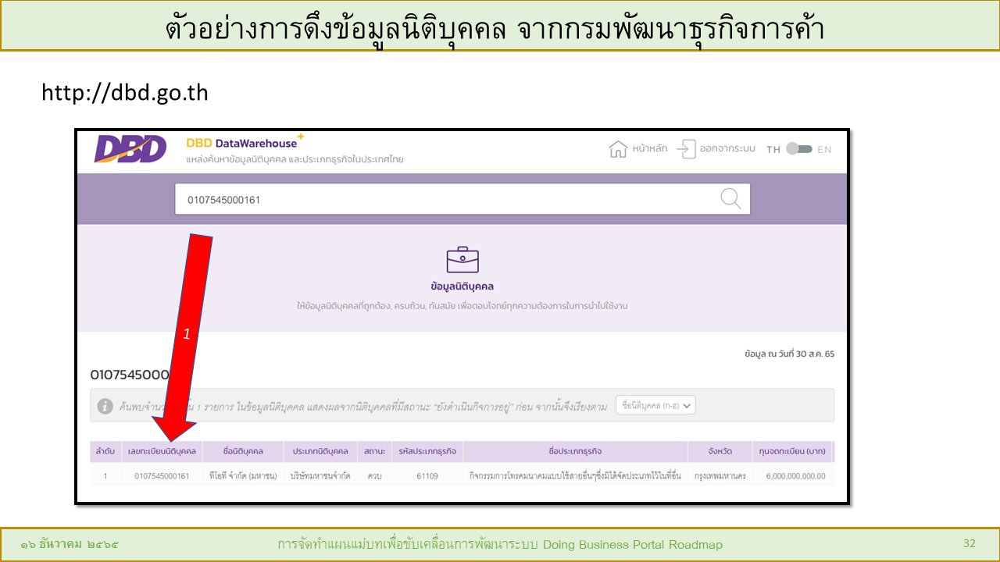 ตัวอย่างการดึงข้อมูลนิติบุคคล จากกรมพัฒนาธุรกิจการค้า
http://dbd.go.th
DBD
DBD DataWarehouse+
แหล่งค้นหาข้อมูลนิติบุคคล และประเภทธุรกิจในประเทศไทย
หน้าหลัก ออกจากระบบ TH EN
0107545000161
ข้อมูลนิติบุคคล
ให้ข้อมูลนิติบุคคลที่ถูกต้อง, ครบถ้วน, ทันสมัย เพื่อตอบโจทย์ทุกความต้องการในการนำไปใช้งาน
1
ข้อมูล ณ วันที่ 30 ส.ค. 65
0107545000
ค้นพบจำนว น 1 รายการ ในข้อมูลนิติบุคคล แสดงผลจากนิติบุคคลที่มีสถานะ “ยังดำเนินกิจการอยู่” ก่อน จากนั้นจึงเรียงตาม ชื่อนิติบุคคล (ก-ฮ)
ลำดับ เลขทะเบียนนิติบุคคล ชื่อนิติบุคคล ประเภทนิติบุคคล สถานะ รหัสประเภทธุรกิจ ชื่อประเภทธุรกิจ จังหวัด ทุนจดทะเบียน (บาท)
1 0107545000161 ทีโอที จำกัด (มหาชน) บริษัทมหาชนจำกัด ควบ 61109 กิจกรรมการโทรคมนาคมแบบใช้สายอื่นๆซึ่งมิได้จัดประเภทไว้ในที่อื่น กรุงเทพมหานคร 6,000,000,000.00
๑๖ ธันวาคม ๒๕๖๕
การจัดทำแผนแม่บทเพื่อขับเคลื่อนการพัฒนาระบบ Doing Business Portal Roadmap
32